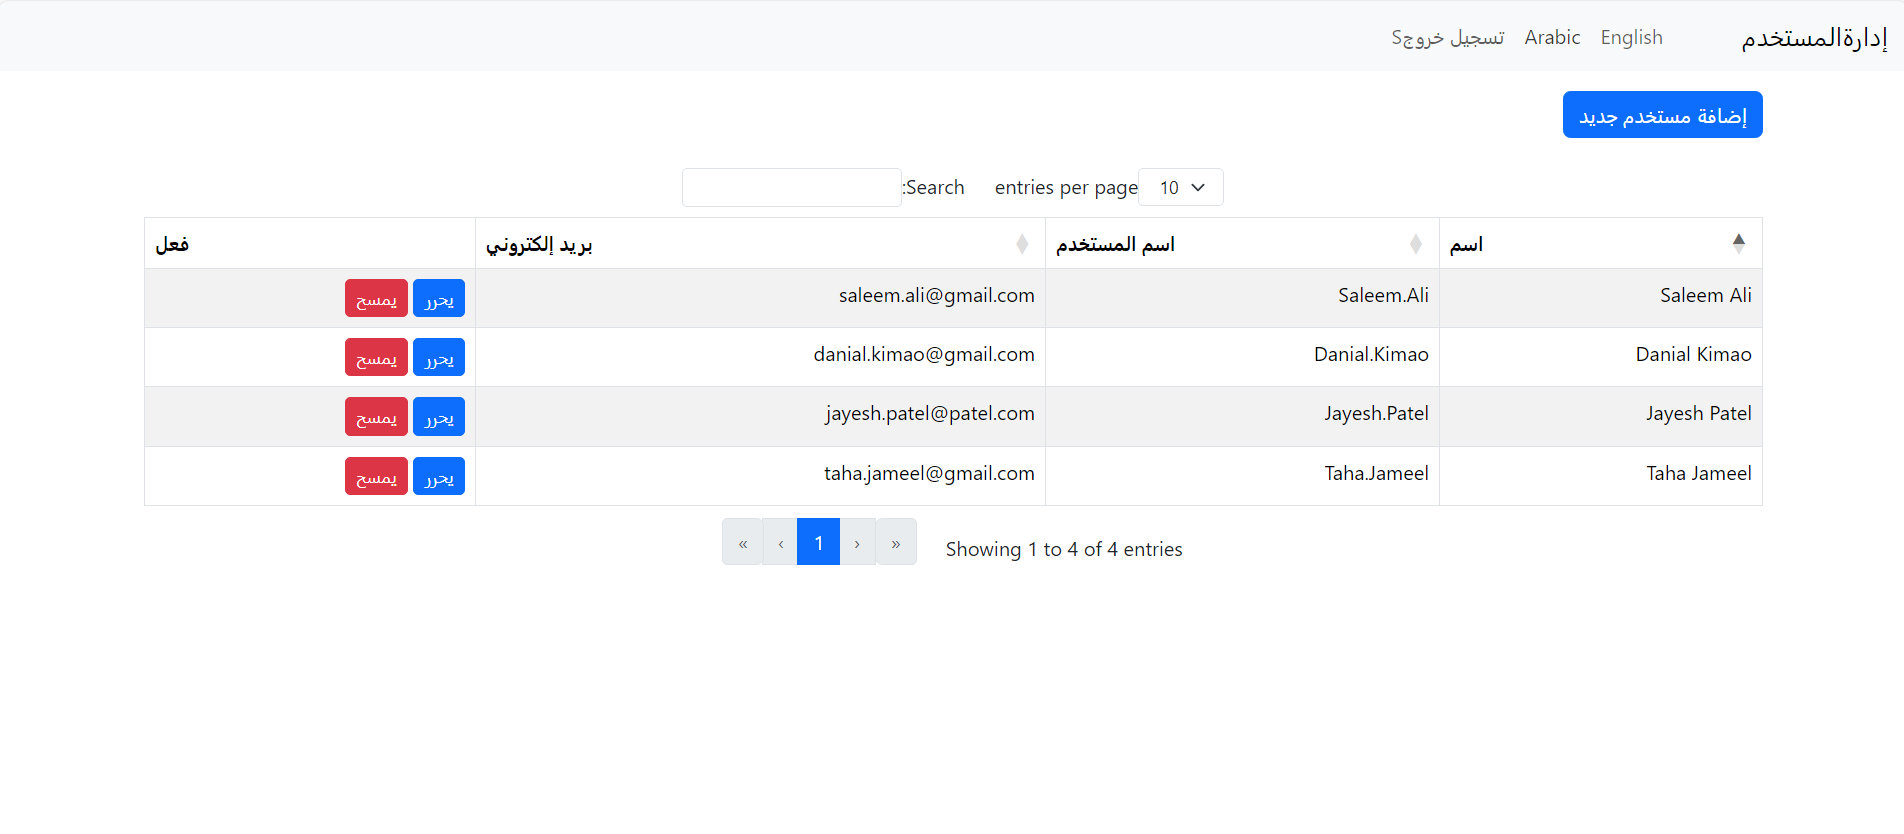 إدارةالمستخدم English Arabic تسجيل خروجS
إضافة مستخدم جديد
10 entries per page Search:
اسم اسم المستخدم بريد إلكتروني فعل
Saleem Ali Saleem.Ali saleem.ali@gmail.com يحرر يمسح
Danial Kimao Danial.Kimao danial.kimao@gmail.com يحرر يمسح
Jayesh Patel Jayesh.Patel jayesh.patel@patel.com يحرر يمسح
Taha Jameel Taha.Jameel taha.jameel@gmail.com يحرر يمسح
Showing 1 to 4 of 4 entries « ‹ 1 › »